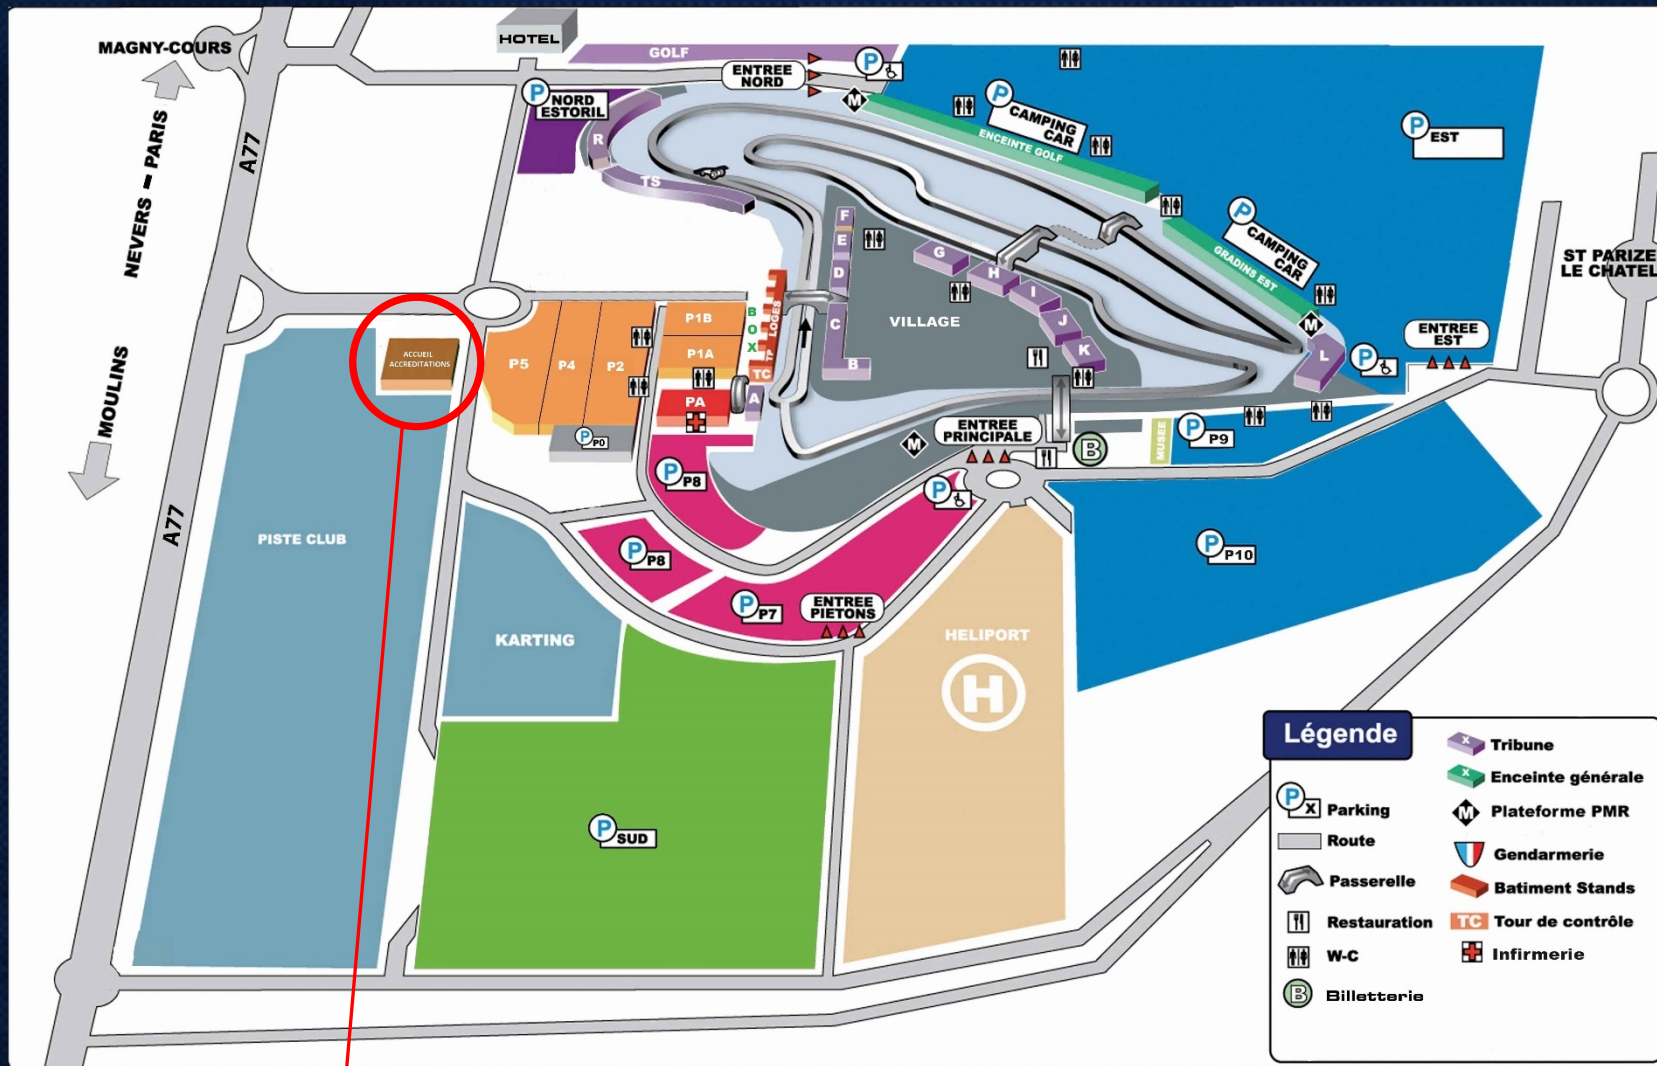 MAGNY-COURS
HOTEL
GOLF
ENTREE
NORD
P
P
NORD
ESTORIL
M
P
CAMPING
CAR
ENCEINTE GOLF
P
EST
NEVERS – PARIS
A77
R
TS
P
CAMPING
CAR
GRADINS EST
F
E
D
C
B
G
H
I
J
K
L
VILLAGE
ST PARIZE
LE CHATEL
M
ENTREE
EST
P
MOULINS
ACCUEIL
ACCREDITATIONS
P5
P4
P2
P1B
P1A
BOX
LOGES
TP
TC
PA
A
P
P0
ENTREE
PRINCIPALE
M
B
MUSEE
P
P9
P
P8
P
A77
PISTE CLUB
P
P8
P
P7
ENTREE
PIETONS
P
P10
KARTING
HELIPORT
H
P
SUD
Légende
P
X
Parking
Route
Passerelle
Restauration
W-C
B
Billetterie
X
Tribune
X
Enceinte générale
M
Plateforme PMR
Gendarmerie
Batiment Stands
TC
Tour de contrôle
Infirmerie